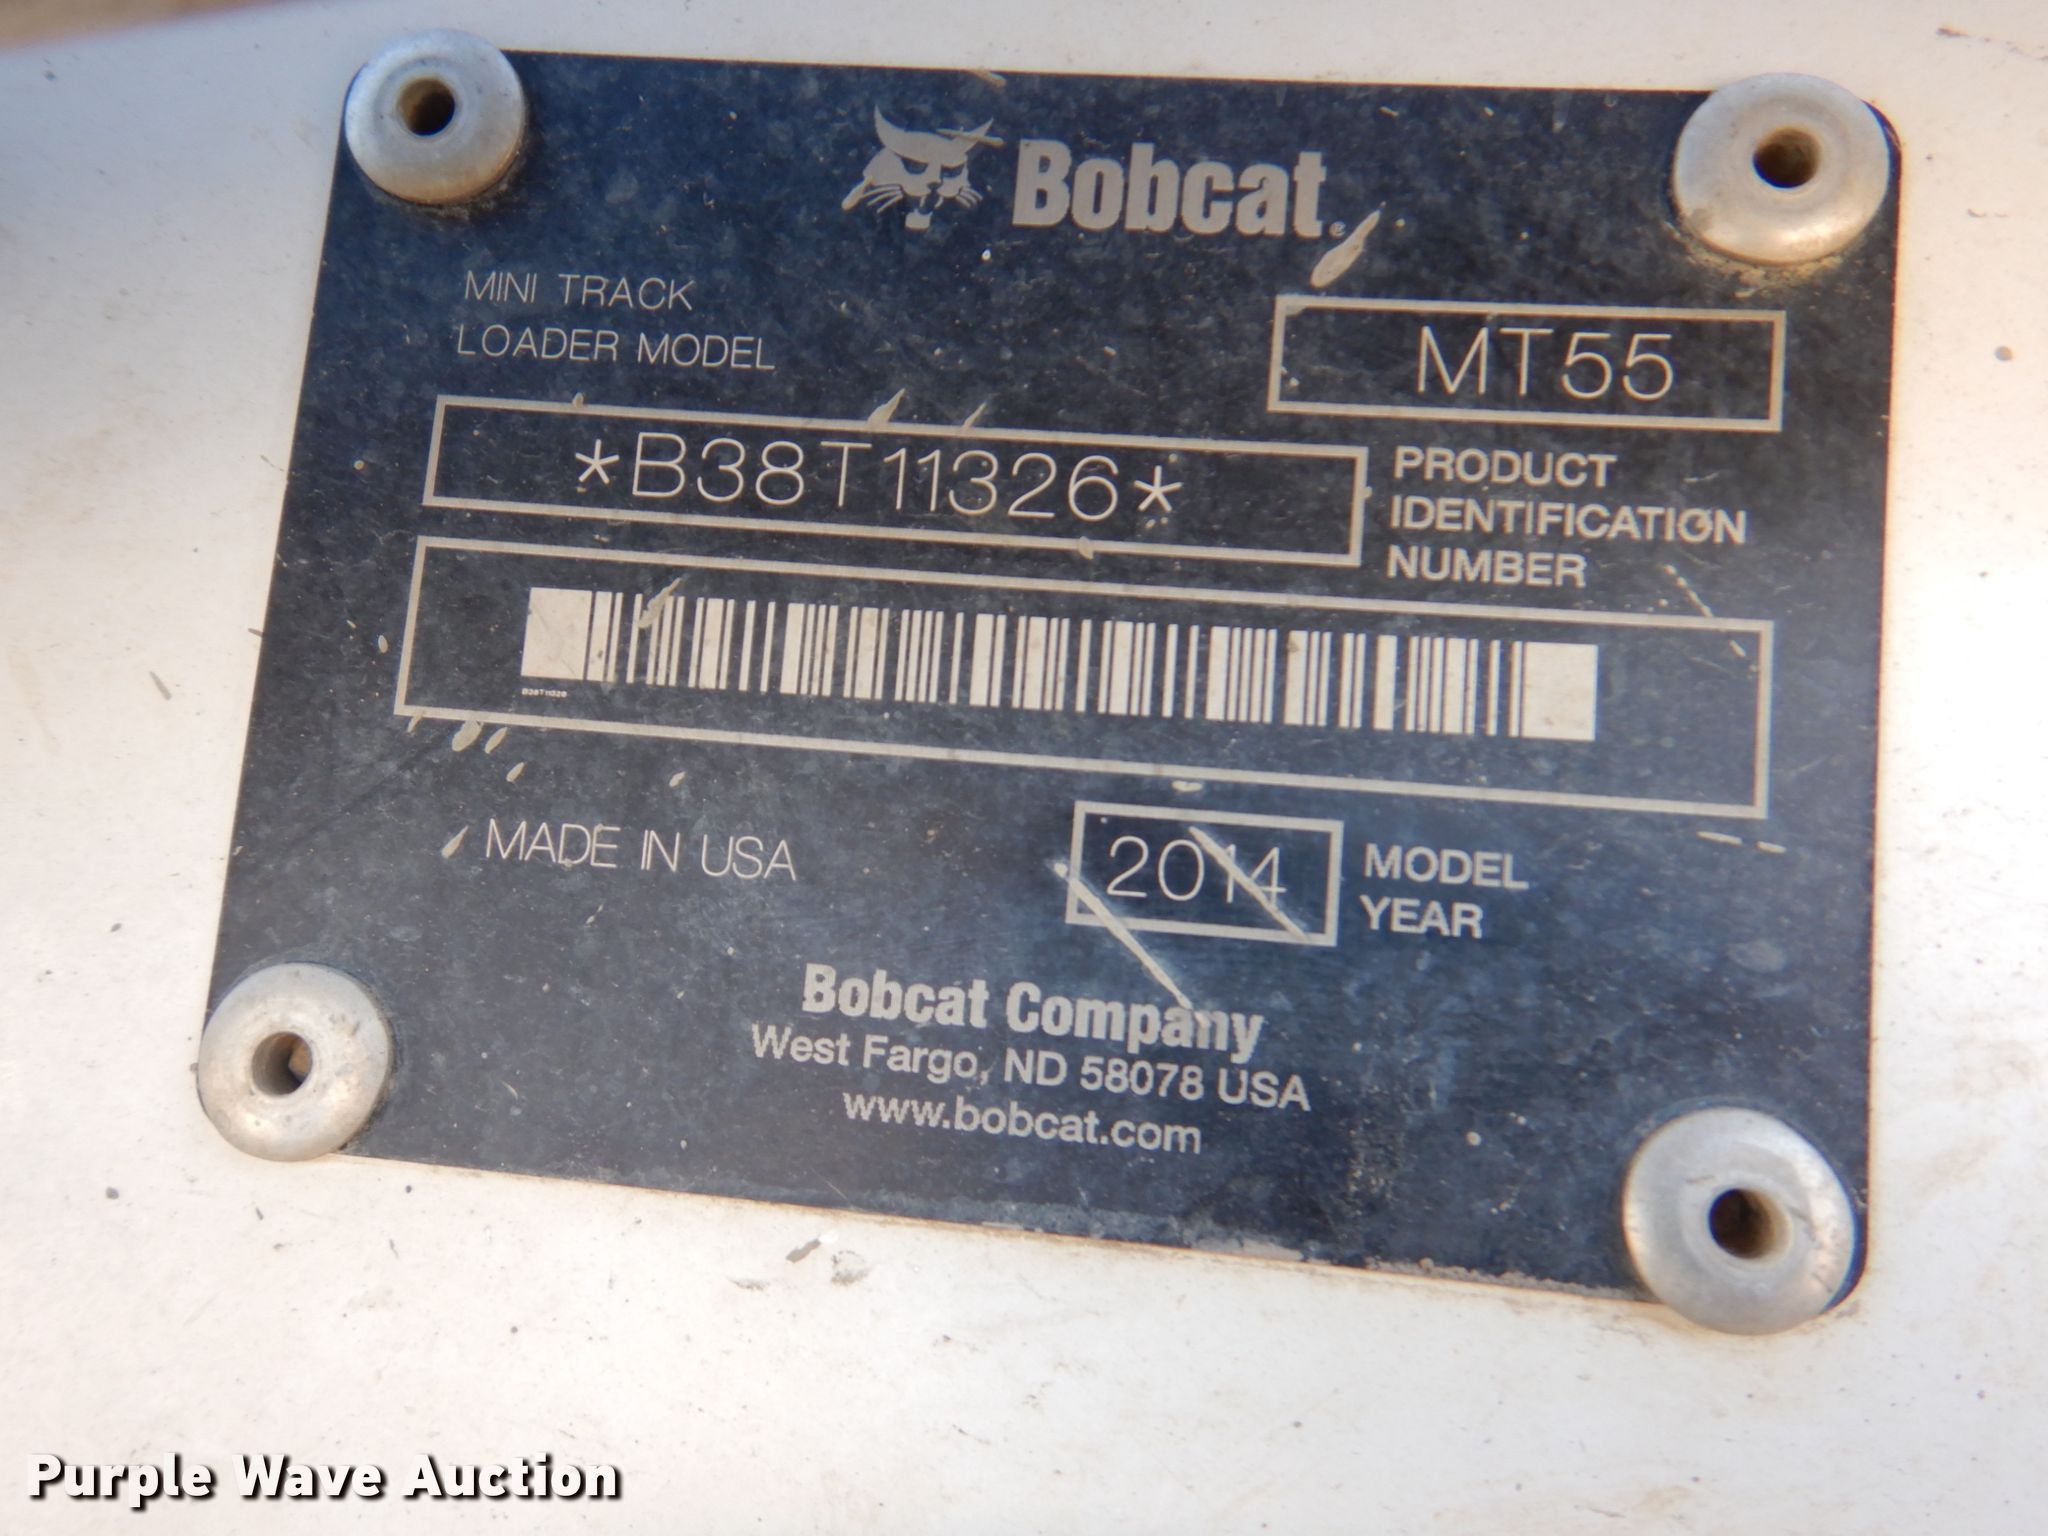 Bobcat
MINI TRACK
LOADER MODEL
MT55
*B38T11326*
PRODUCT
IDENTIFICATION
NUMBER
B38T11326
MADE IN USA
2014
MODEL
YEAR
Bobcat Company
West Fargo, ND 58078 USA
www.bobcat.com
Purple Wave Auction